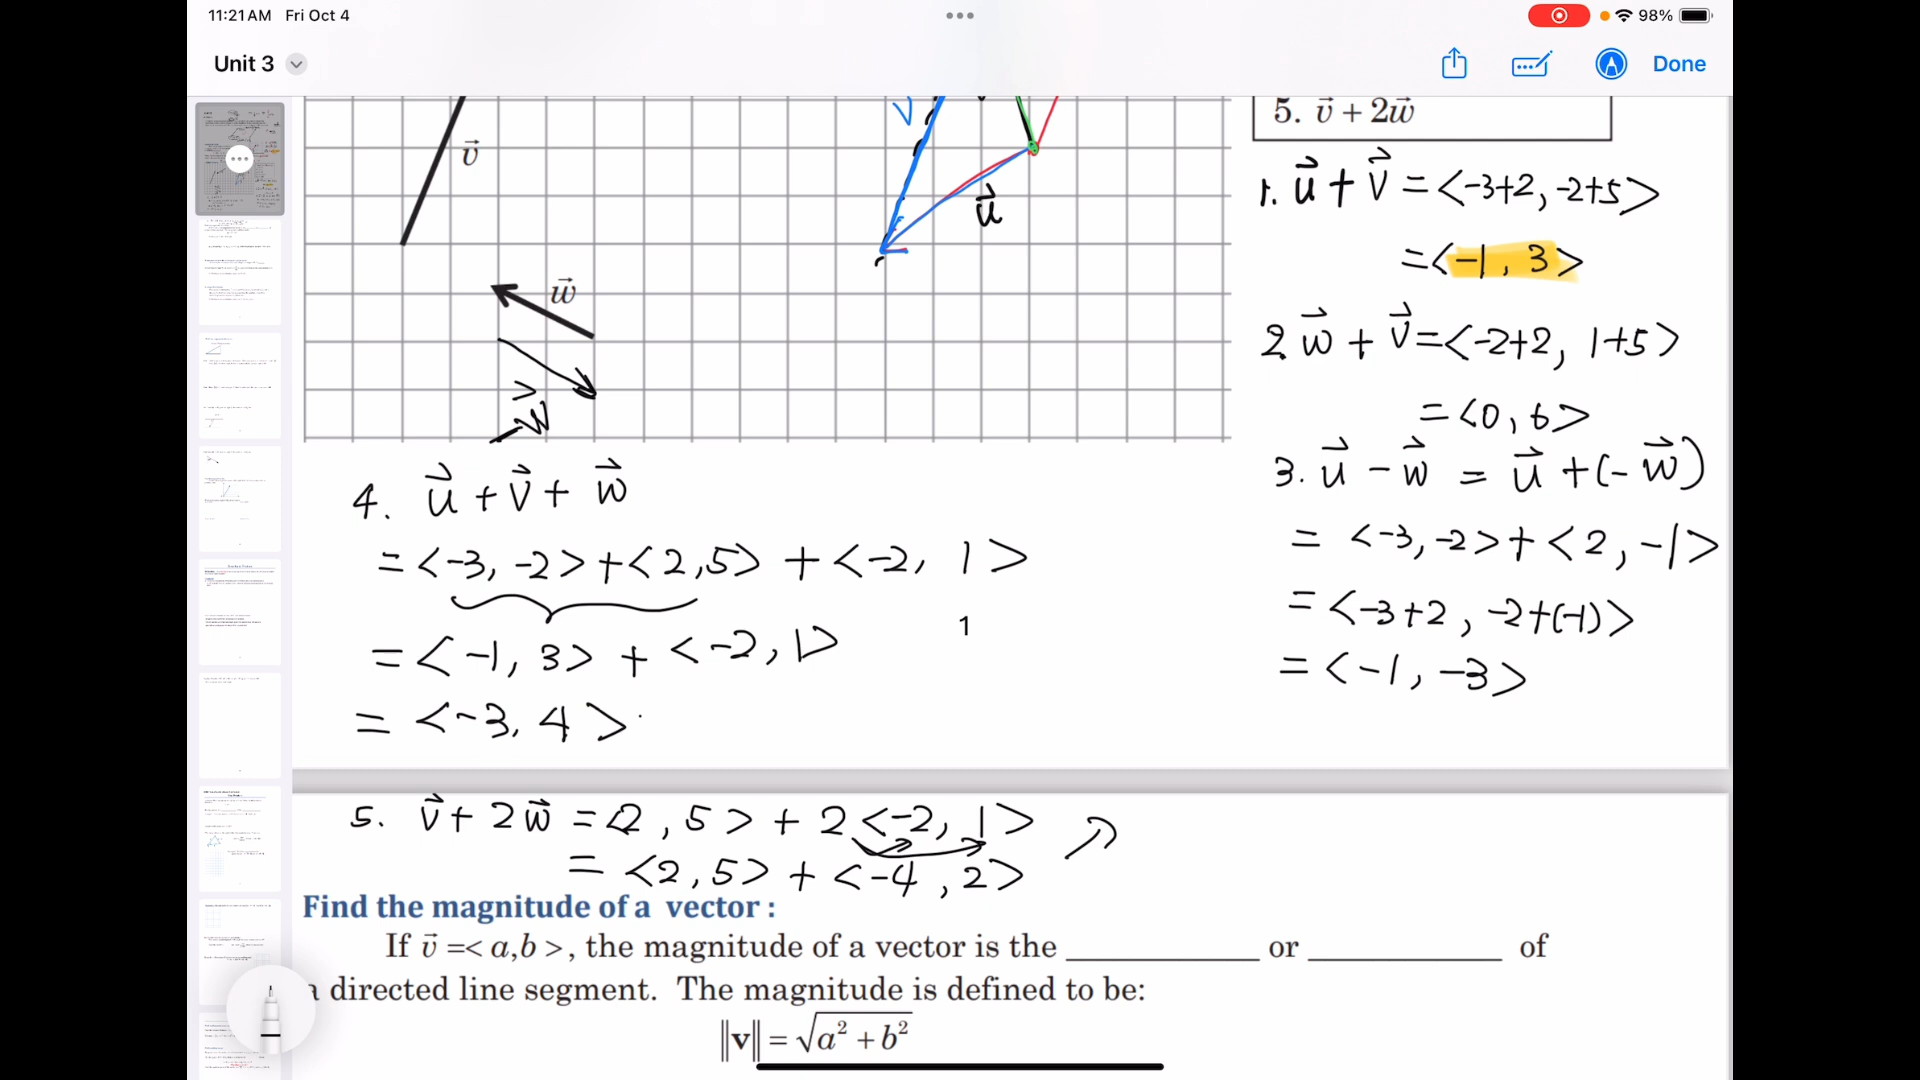 11:21AM Fri Oct 4
98%
Unit 3
Done
5. v⃗ + 2w⃗
v⃗
V
u⃗
w⃗
-w⃗
1. u⃗ + v⃗ = <-3+2, -2+5>
= <-1, 3>
2. w⃗ + v⃗ = <-2+2, 1+5>
= <0, 6>
3. u⃗ - w⃗ = u⃗ + (-w⃗)
= <-3, -2> + <2, -1>
= <-3+2, -2+(-1)>
= <-1, -3>
4. u⃗ + v⃗ + w⃗
= <-3, -2> + <2,5> + <-2, 1>
= <-1, 3> + <-2, 1>
= <-3, 4>
1
5. v⃗ + 2w⃗ = <2, 5> + 2<-2, 1>
= <2, 5> + <-4, 2>
Find the magnitude of a vector :
If v⃗ =< a,b >, the magnitude of a vector is the ____________ or ____________ of
a directed line segment. The magnitude is defined to be:
‖v‖ = √(a² + b²)